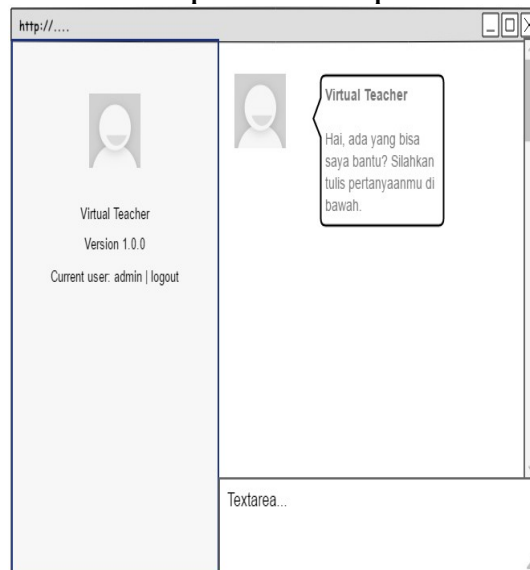 http://....
Virtual Teacher
Version 1.0.0
Current user: admin | logout
Virtual Teacher
Hai, ada yang bisa
saya bantu? Silahkan
tulis pertanyaanmu di
bawah.
Textarea...